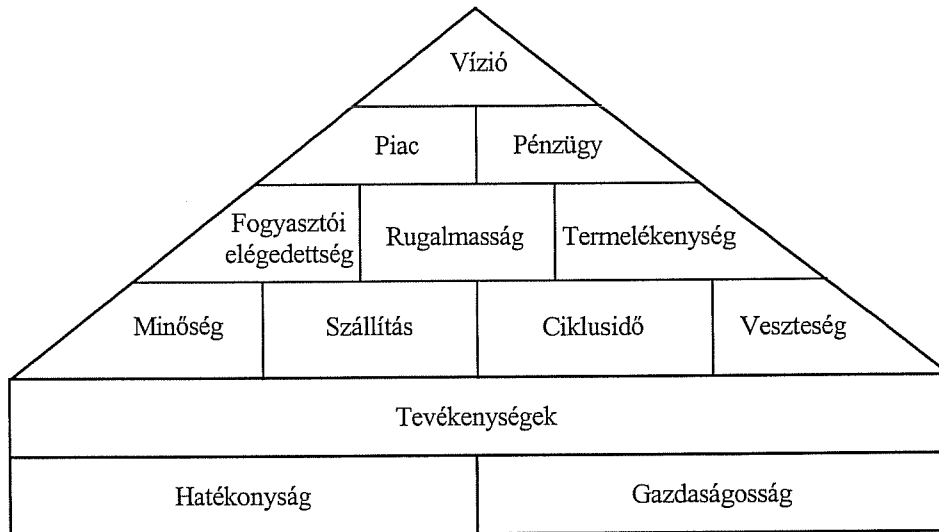 Vízió
Piac
Pénzügy
Fogyasztói
elégedettség
Rugalmasság
Termelékenység
Minőség
Szállítás
Ciklusidő
Veszteség
Tevékenységek
Hatékonyság
Gazdaságosság